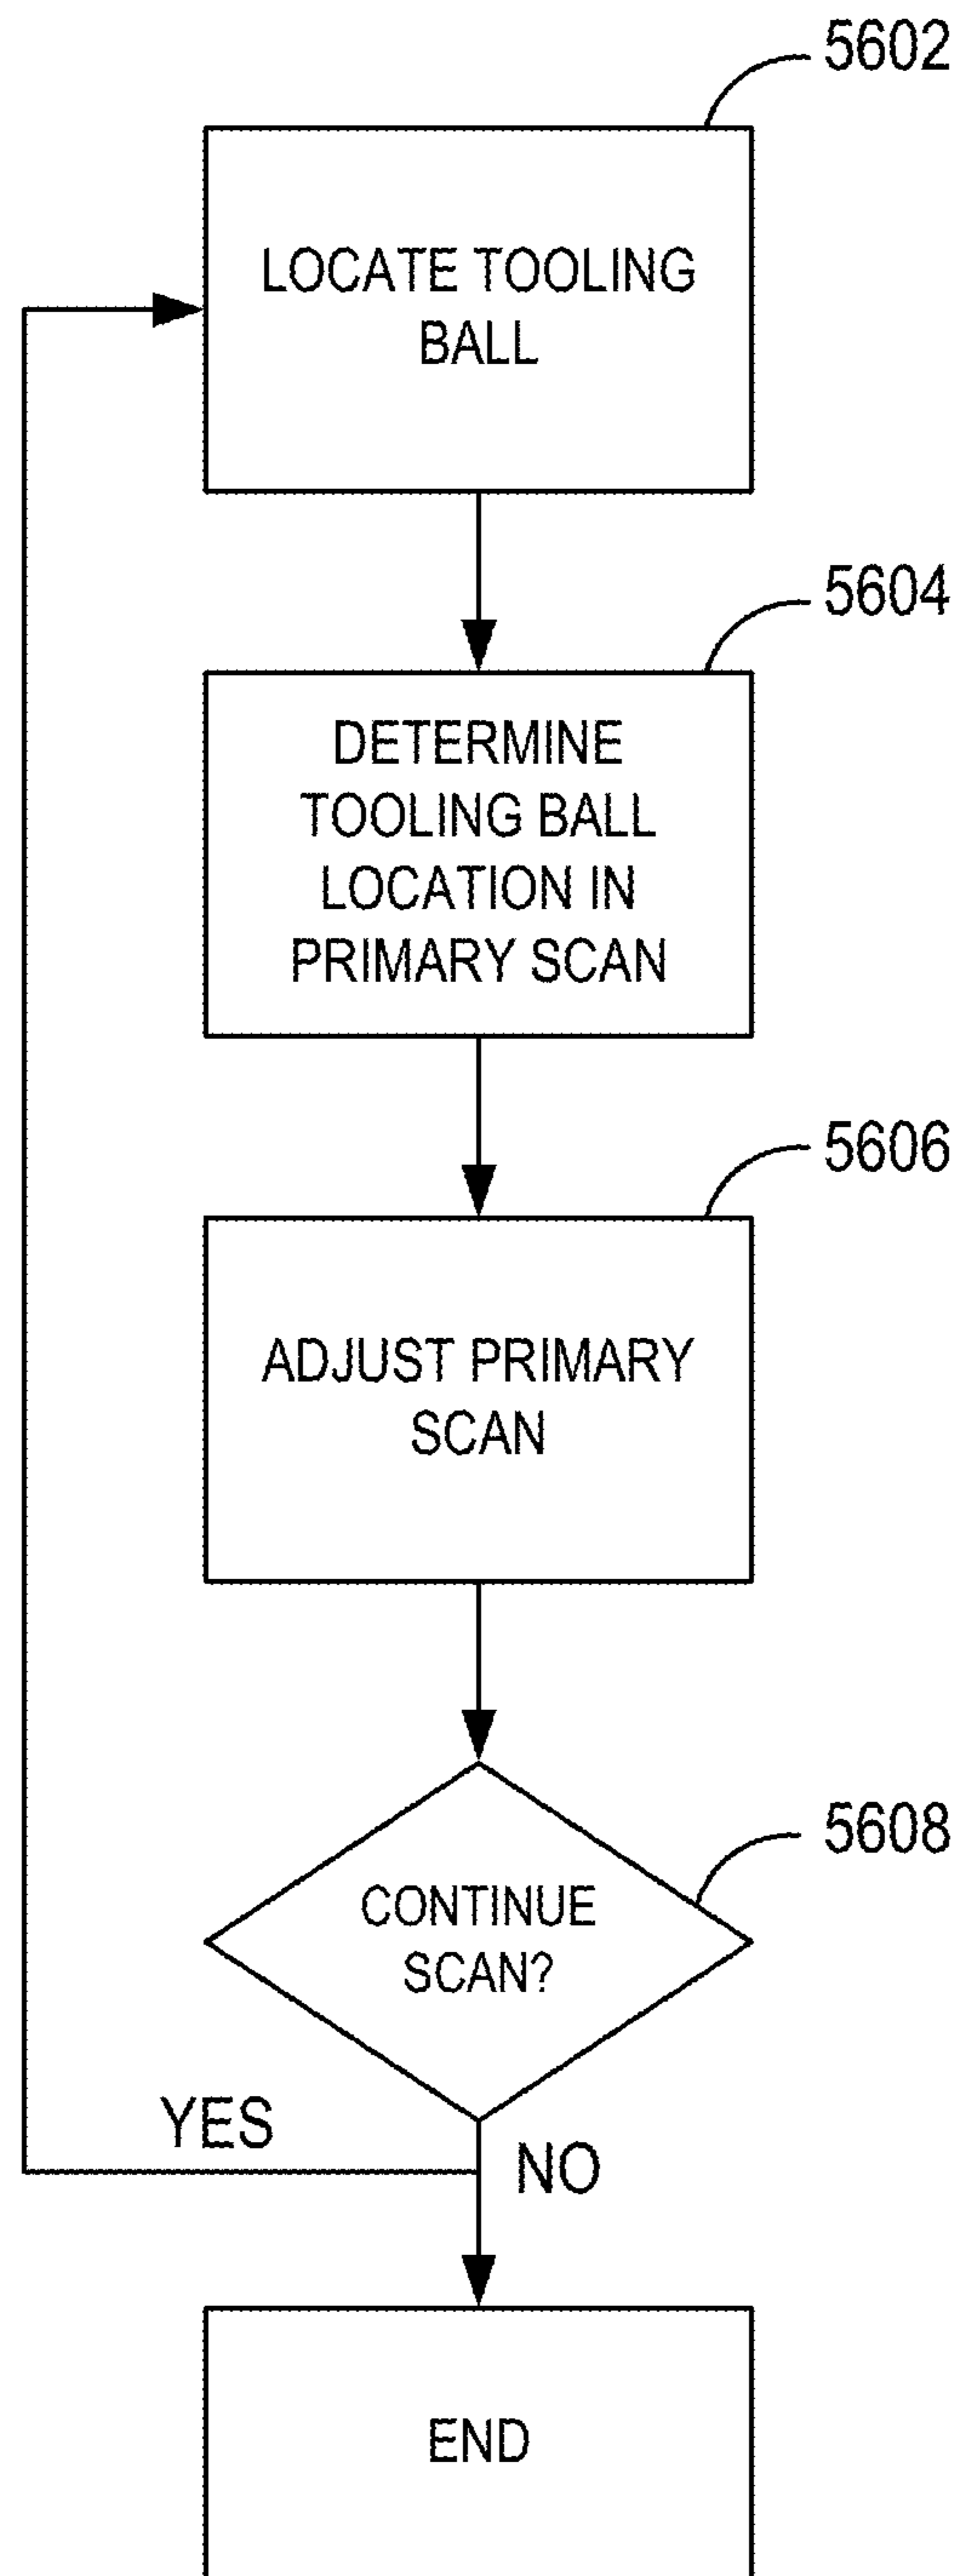 5602
LOCATE TOOLING
BALL
5604
DETERMINE
TOOLING BALL
LOCATION IN
PRIMARY SCAN
5606
ADJUST PRIMARY
SCAN
5608
CONTINUE
SCAN?
YES
NO
END